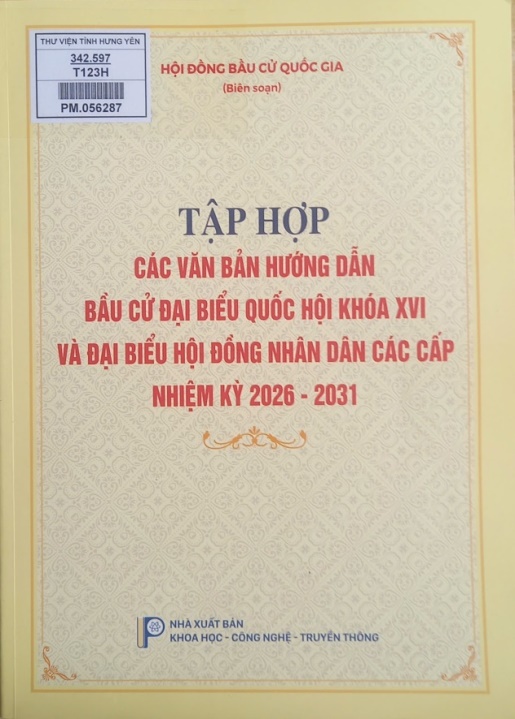 THƯ VIỆN TỈNH HƯNG YÊN
342.597
T123H
PM.056287
HỘI ĐỒNG BẦU CỬ QUỐC GIA
(Biên soạn)
TẬP HỢP
CÁC VĂN BẢN HƯỚNG DẪN
BẦU CỬ ĐẠI BIỂU QUỐC HỘI KHÓA XVI
VÀ ĐẠI BIỂU HỘI ĐỒNG NHÂN DÂN CÁC CẤP
NHIỆM KỲ 2026 - 2031
NHÀ XUẤT BẢN
KHOA HỌC - CÔNG NGHỆ - TRUYỀN THÔNG